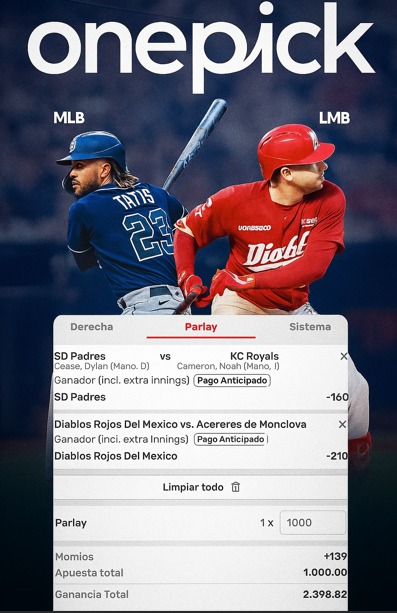 onepick
MLB
LMB
TATIS
23
Diabl
Derecha Parlay Sistema
SD Padres vs KC Royals ×
Cease, Dylan (Mano. D) Cameron, Noah (Mano, I)
Ganador (incl. extra innings) Pago Anticipado
SD Padres -160
Diablos Rojos Del Mexico vs. Acereres de Monclova ×
Ganador (incl. extra Innings) Pago Anticipado
Diablos Rojos Del Mexico -210
Limpiar todo
Parlay 1 x 1000
Momios +139
Apuesta total 1.000.00
Ganancia Total 2.398.82